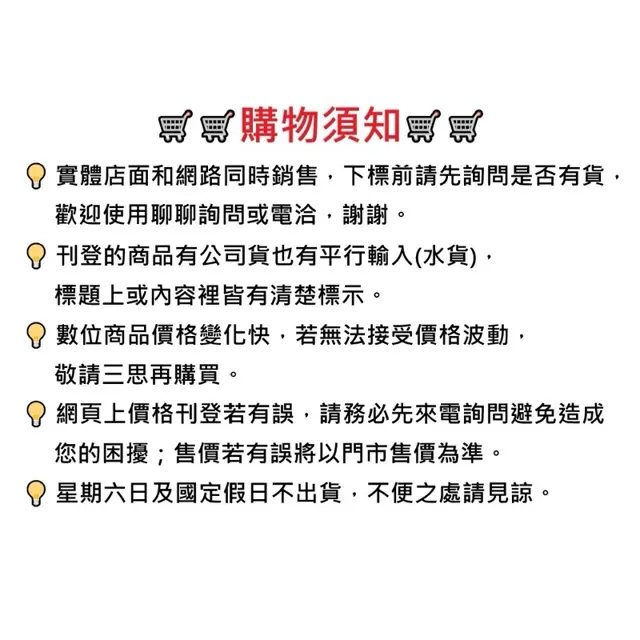 購物須知
實體店面和網路同時銷售，下標前請先詢問是否有貨，
歡迎使用聊聊詢問或電洽，謝謝。
刊登的商品有公司貨也有平行輸入(水貨)，
標題上或內容裡皆有清楚標示。
數位商品價格變化快，若無法接受價格波動，
敬請三思再購買。
網頁上價格刊登若有誤，請務必先來電詢問避免造成
您的困擾；售價若有誤將以門市售價為準。
星期六日及國定假日不出貨，不便之處請見諒。